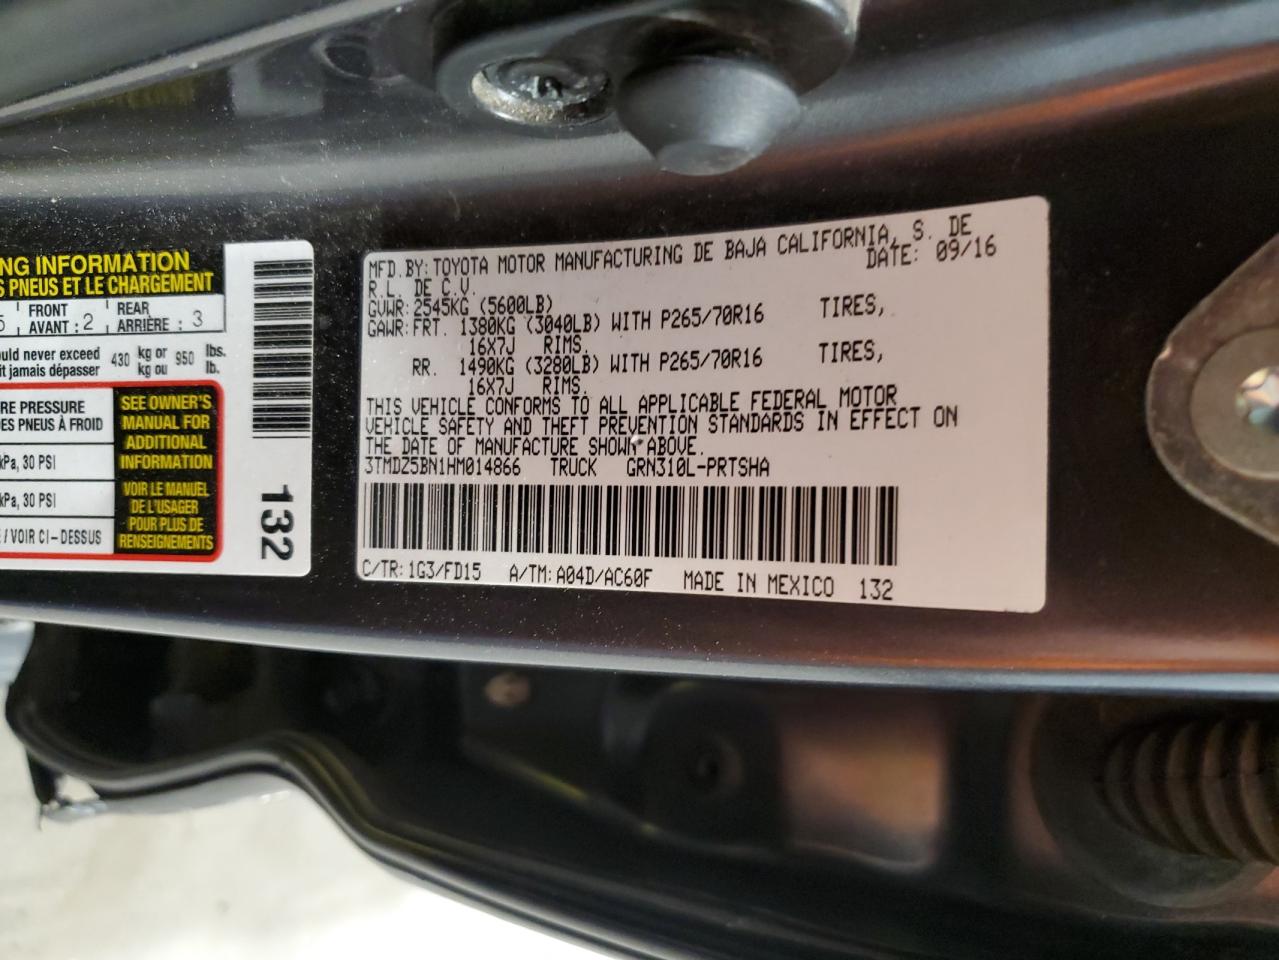 NG INFORMATION
S PNEUS ET LE CHARGEMENT
5 FRONT AVANT : 2 REAR ARRIÈRE : 3
ould never exceed
it jamais dépasser
430 kg or kg ou 950 lbs. lb.
RE PRESSURE
ES PNEUS À FROID
kPa, 30 PSI
kPa, 30 PSI
/ VOIR CI-DESSUS
SEE OWNER'S
MANUAL FOR
ADDITIONAL
INFORMATION
VOIR LE MANUEL
DE L'USAGER
POUR PLUS DE
RENSEIGNEMENTS
132
MFD. BY: TOYOTA MOTOR MANUFACTURING DE BAJA CALIFORNIA, S. DE
R.L. DE C.V. DATE: 09/16
GVWR: 2545KG (5600LB)
GAWR: FRT. 1380KG (3040LB) WITH P265/70R16 TIRES,
16X7J RIMS.
RR. 1490KG (3280LB) WITH P265/70R16 TIRES,
16X7J RIMS.
THIS VEHICLE CONFORMS TO ALL APPLICABLE FEDERAL MOTOR
VEHICLE SAFETY AND THEFT PREVENTION STANDARDS IN EFFECT ON
THE DATE OF MANUFACTURE SHOWN ABOVE.
3TMDZ5BN1HM014866 TRUCK GRN310L-PRTSHA
C/TR: 1G3/FD15 A/TM: A04D/AC60F MADE IN MEXICO 132